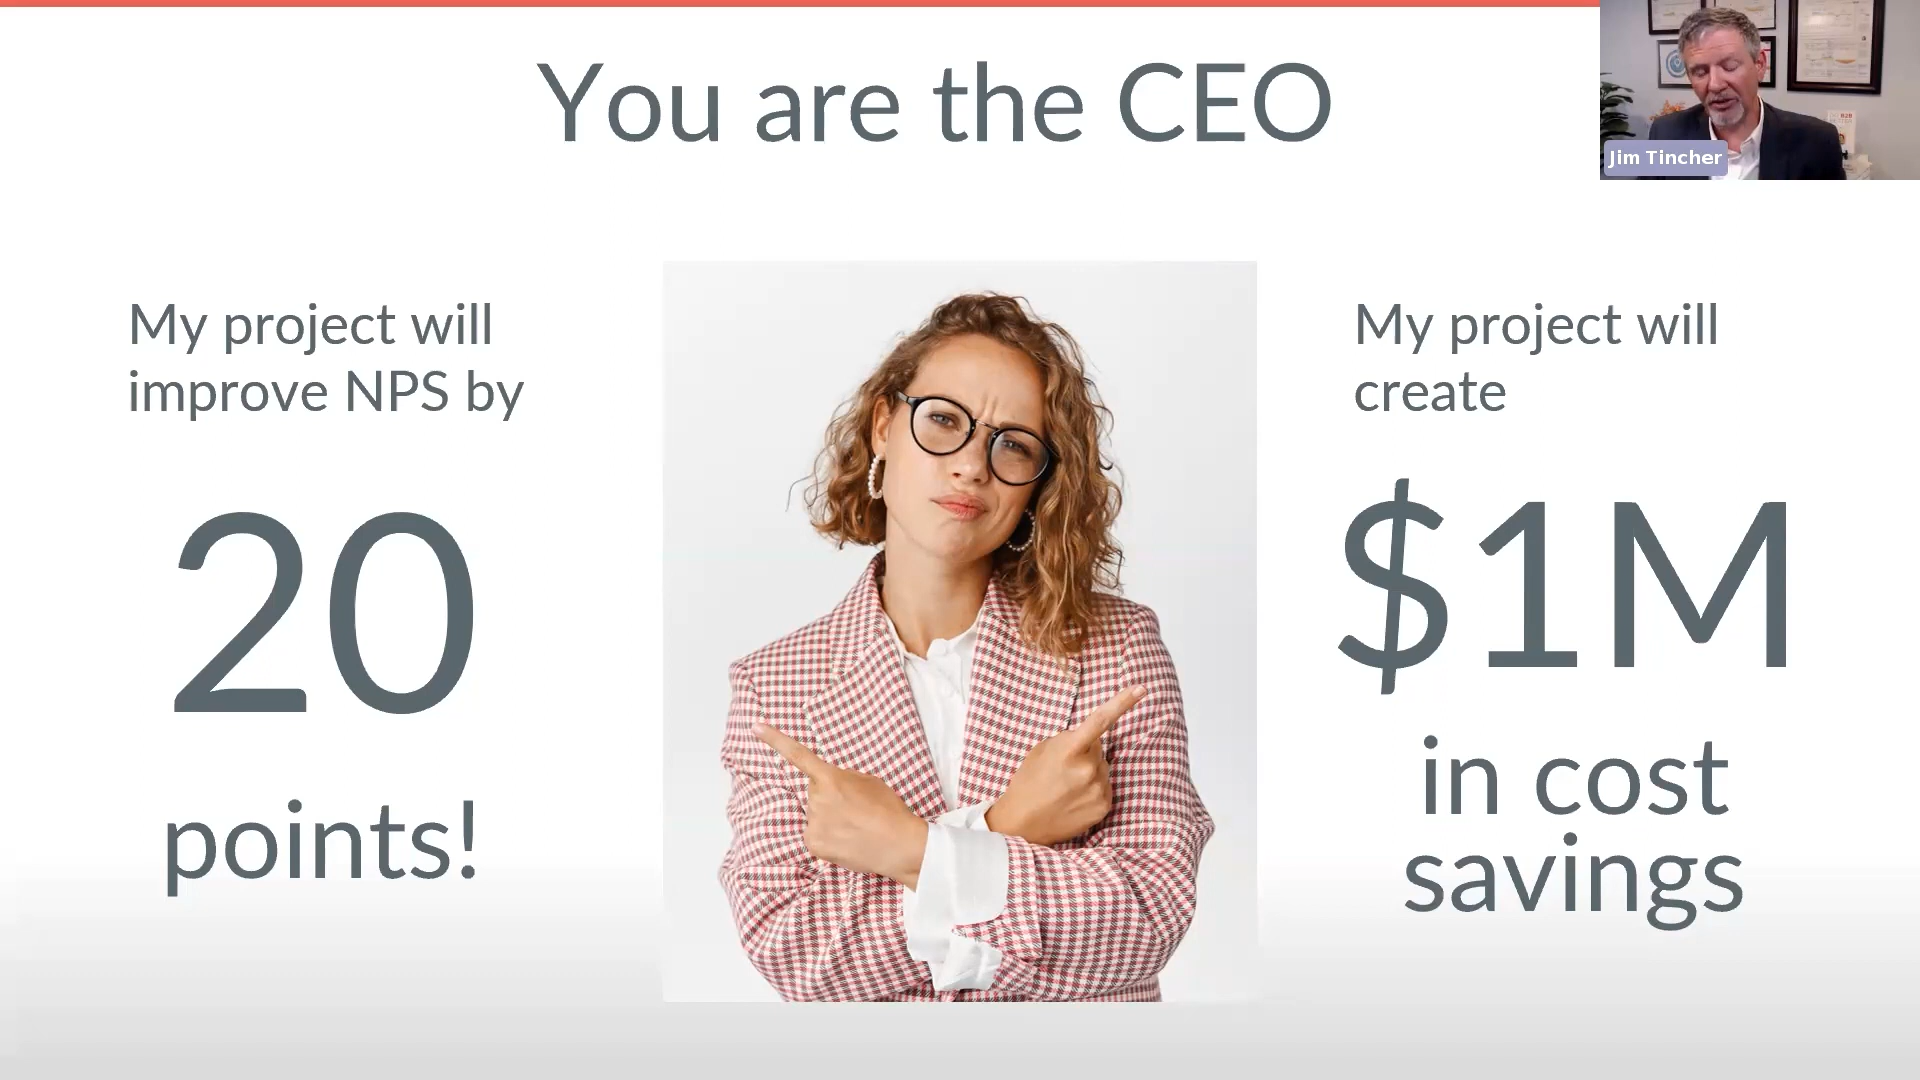 You are the CEO
Jim Tincher
My project will
improve NPS by
20
points!
My project will
create
$1M
in cost
savings